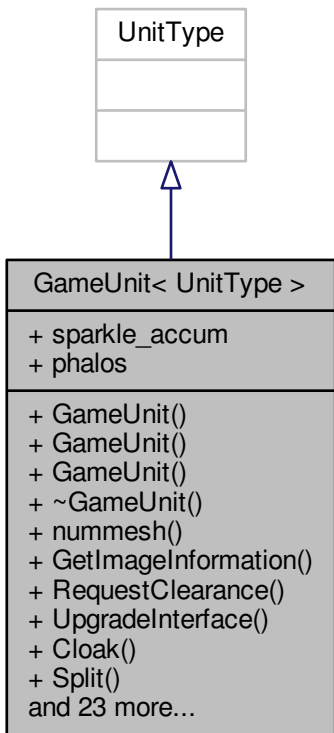 UnitType
GameUnit< UnitType >
+ sparkle_accum
+ phalos
+ GameUnit()
+ GameUnit()
+ GameUnit()
+ ~GameUnit()
+ nummesh()
+ GetImageInformation()
+ RequestClearance()
+ UpgradeInterface()
+ Cloak()
+ Split()
and 23 more...